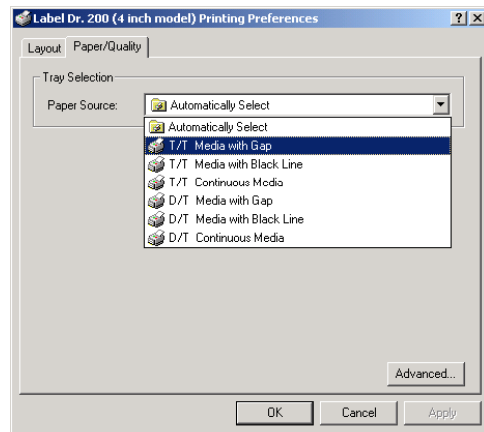 Label Dr. 200 (4 inch model) Printing Preferences
Layout Paper/Quality
Tray Selection
Paper Source: Automatically Select
Automatically Select
T/T Media with Gap
T/T Media with Black Line
T/T Continuous Media
D/T Media with Gap
D/T Media with Black Line
D/T Continuous Media
Advanced...
OK Cancel Apply